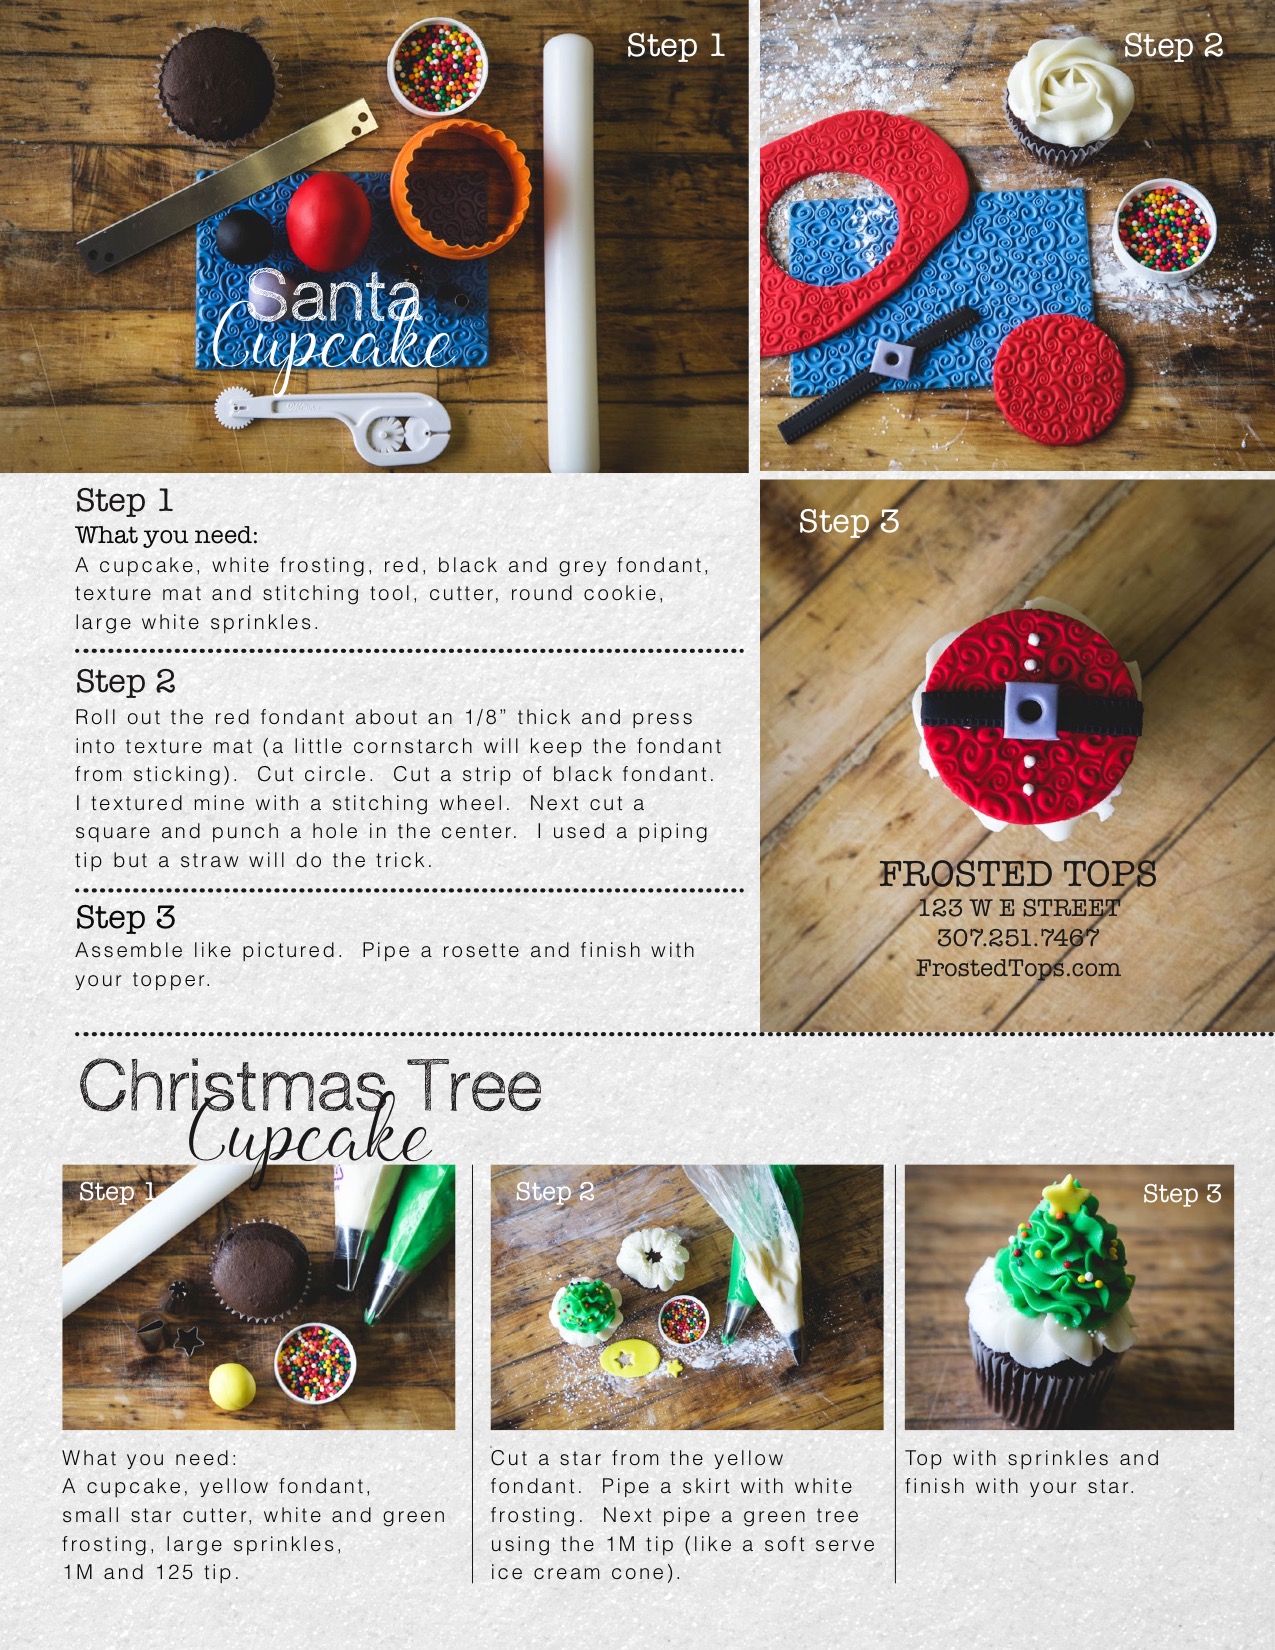 Step 1
Santa
Cupcake
Step 2
Step 1
What you need:
A cupcake, white frosting, red, black and grey fondant,
texture mat and stitching tool, cutter, round cookie,
large white sprinkles.
Step 2
Roll out the red fondant about an 1/8” thick and press
into texture mat (a little cornstarch will keep the fondant
from sticking).  Cut circle.  Cut a strip of black fondant.
I textured mine with a stitching wheel.  Next cut a
square and punch a hole in the center.  I used a piping
tip but a straw will do the trick.
Step 3
Assemble like pictured.  Pipe a rosette and finish with
your topper.
Step 3
FROSTED TOPS
123 W E STREET
307.251.7467
FrostedTops.com
Christmas Tree
Cupcake
Step 1
What you need:
A cupcake, yellow fondant,
small star cutter, white and green
frosting, large sprinkles,
1M and 125 tip.
Step 2
Cut a star from the yellow
fondant.  Pipe a skirt with white
frosting.  Next pipe a green tree
using the 1M tip (like a soft serve
ice cream cone).
Step 3
Top with sprinkles and
finish with your star.